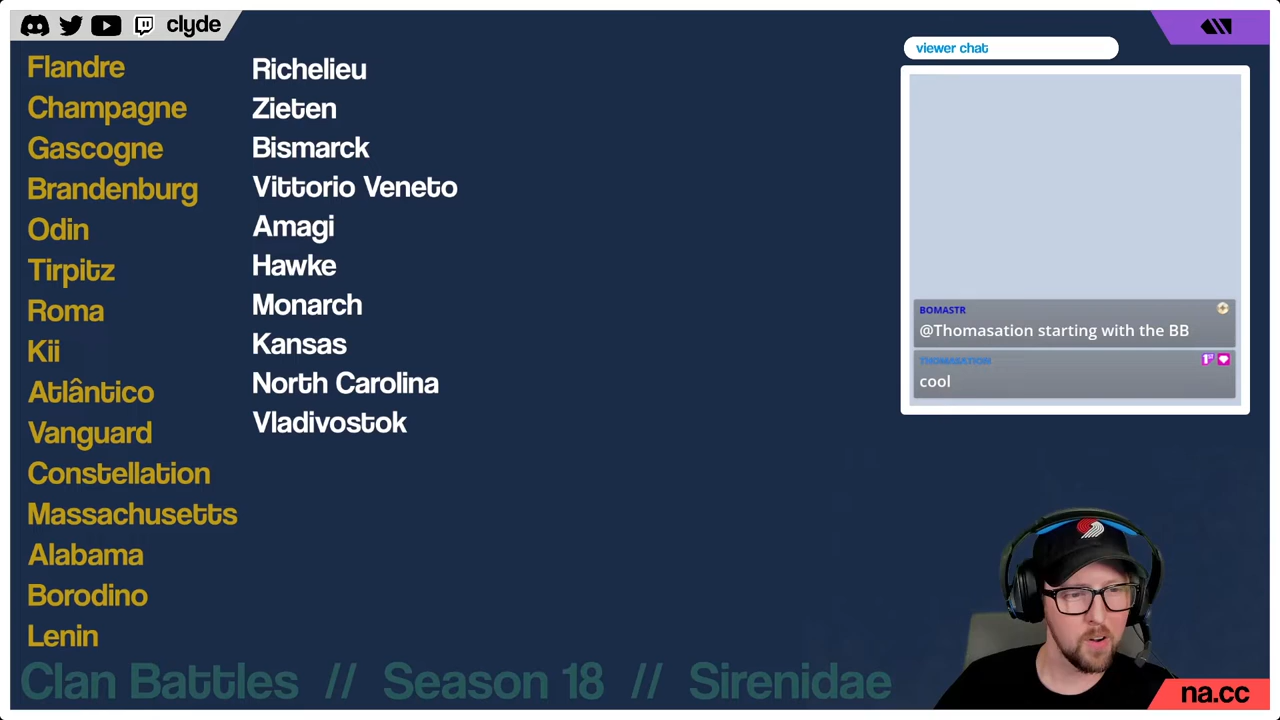 clyde
Flandre
Champagne
Gascogne
Brandenburg
Odin
Tirpitz
Roma
Kii
Atlântico
Vanguard
Constellation
Massachusetts
Alabama
Borodino
Lenin
Richelieu
Zieten
Bismarck
Vittorio Veneto
Amagi
Hawke
Monarch
Kansas
North Carolina
Vladivostok
viewer chat
BOMASTR
@Thomasation starting with the BB
THOMASATION
cool
Clan Battles // Season 18 // Sirenidae
na.cc